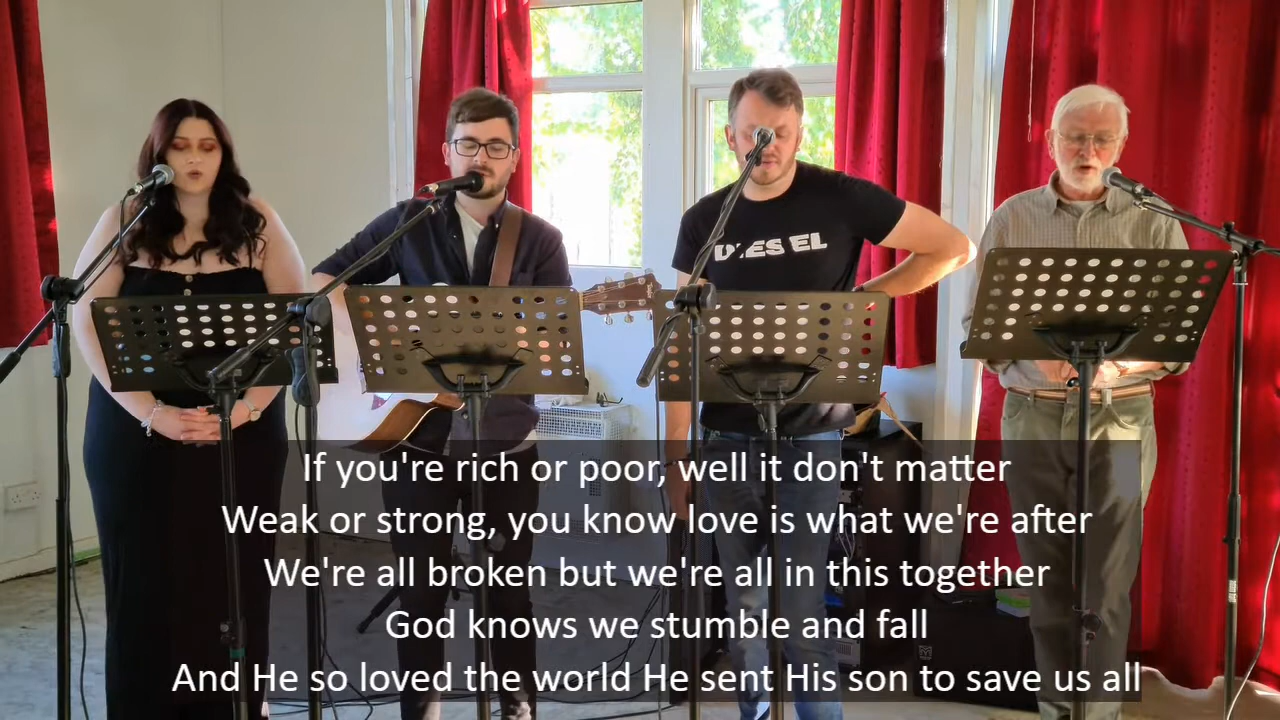 DIESEL
If you're rich or poor, well it don't matter
Weak or strong, you know love is what we're after
We're all broken but we're all in this together
God knows we stumble and fall
And He so loved the world He sent His son to save us all